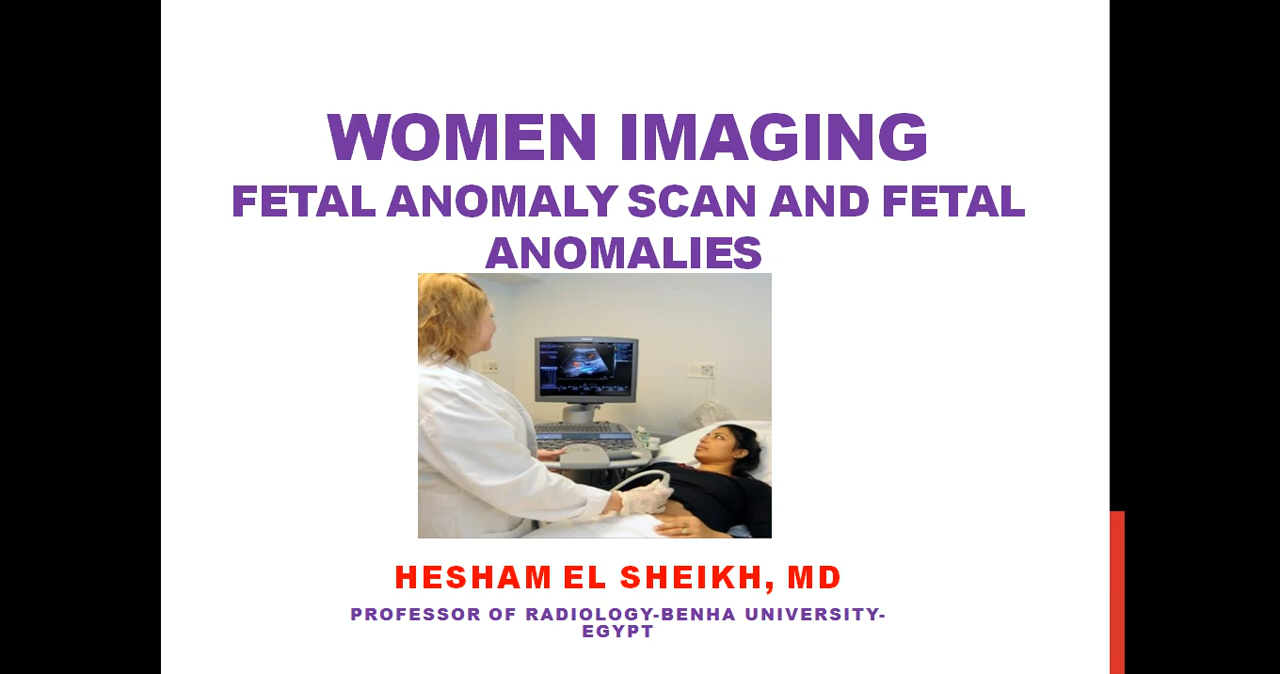 WOMEN IMAGING
FETAL ANOMALY SCAN AND FETAL
ANOMALIES
HESHAM EL SHEIKH, MD
PROFESSOR OF RADIOLOGY-BENHA UNIVERSITY-
EGYPT